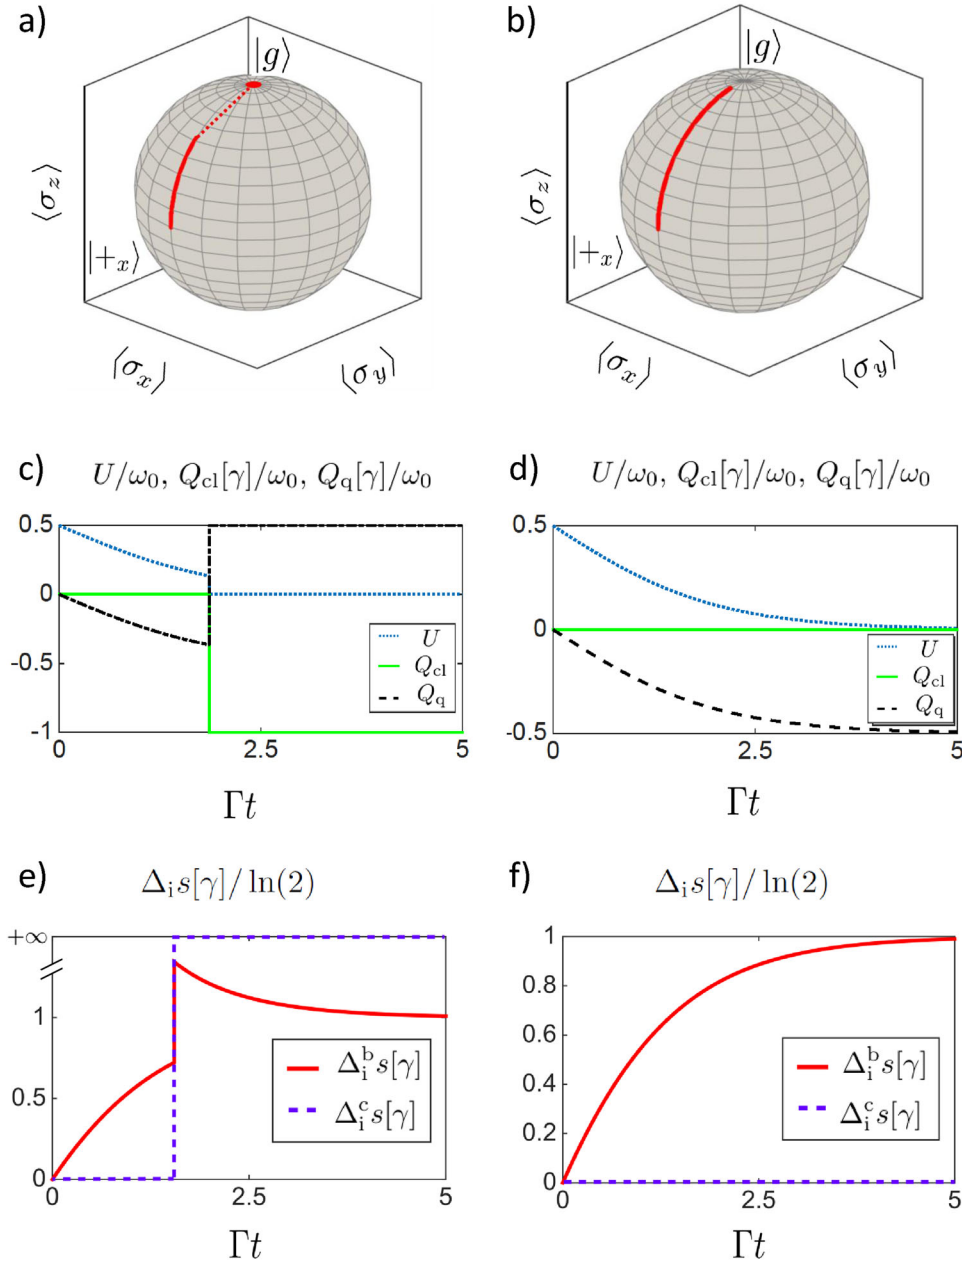 a)
|g⟩
⟨σz⟩
|+x⟩
⟨σx⟩
⟨σy⟩
b)
|g⟩
⟨σz⟩
|+x⟩
⟨σx⟩
⟨σy⟩
c)
U/ω0, Qcl[γ]/ω0, Qq[γ]/ω0
0.5
0
-0.5
-1
U
Qcl
Qq
0 2.5 5
Γt
d)
U/ω0, Qcl[γ]/ω0, Qq[γ]/ω0
0.5
0
-0.5
U
Qcl
Qq
0 2.5 5
Γt
e)
Δis[γ]/ ln(2)
+∞
1
0.5
0
Δibs[γ]
Δics[γ]
0 2.5 5
Γt
f)
Δis[γ]/ ln(2)
1
0.8
0.6
0.4
0.2
0
Δibs[γ]
Δics[γ]
0 2.5 5
Γt